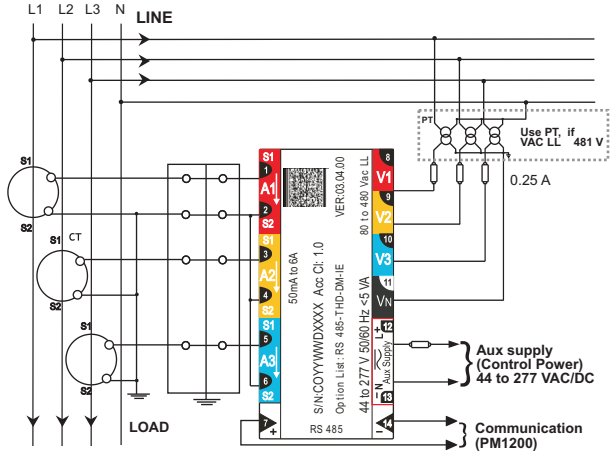 L1 L2 L3 N
LINE
PT
Use PT, if
VAC LL 481 V
0.25 A
S1
S2
S1
CT
S2
S1
S2
LOAD
S1
1
A1
2
S2
S1
3
A2
4
S2
S1
5
A3
6
S2
7
+
50mA to 6A
S/N:COYYWWDXXXX Acc Cl: 1.0
VER:03.04.00
Option List: RS 485-THD-DM-IE
80 to 480 Vac LL
44 to 277 V 50/60 Hz <5 VA
RS 485
8
V1
9
V2
10
V3
11
VN
12
L+
Aux Supply
N
–
13
14
–
Aux supply
(Control Power)
44 to 277 VAC/DC
Communication
(PM1200)